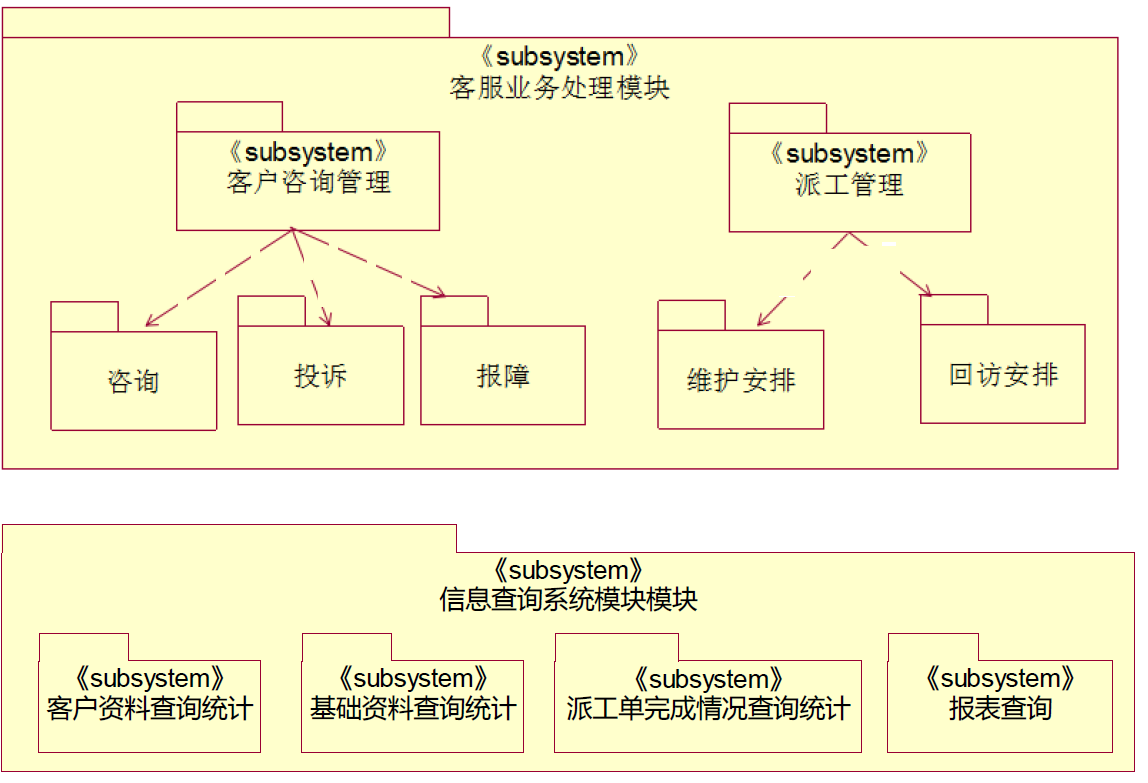 《subsystem》
客服业务处理模块
《subsystem》
客户咨询管理
《subsystem》
派工管理
咨询
投诉
报障
维护安排
回访安排
《subsystem》
信息查询系统模块模块
《subsystem》
客户资料查询统计
《subsystem》
基础资料查询统计
《subsystem》
派工单完成情况查询统计
《subsystem》
报表查询